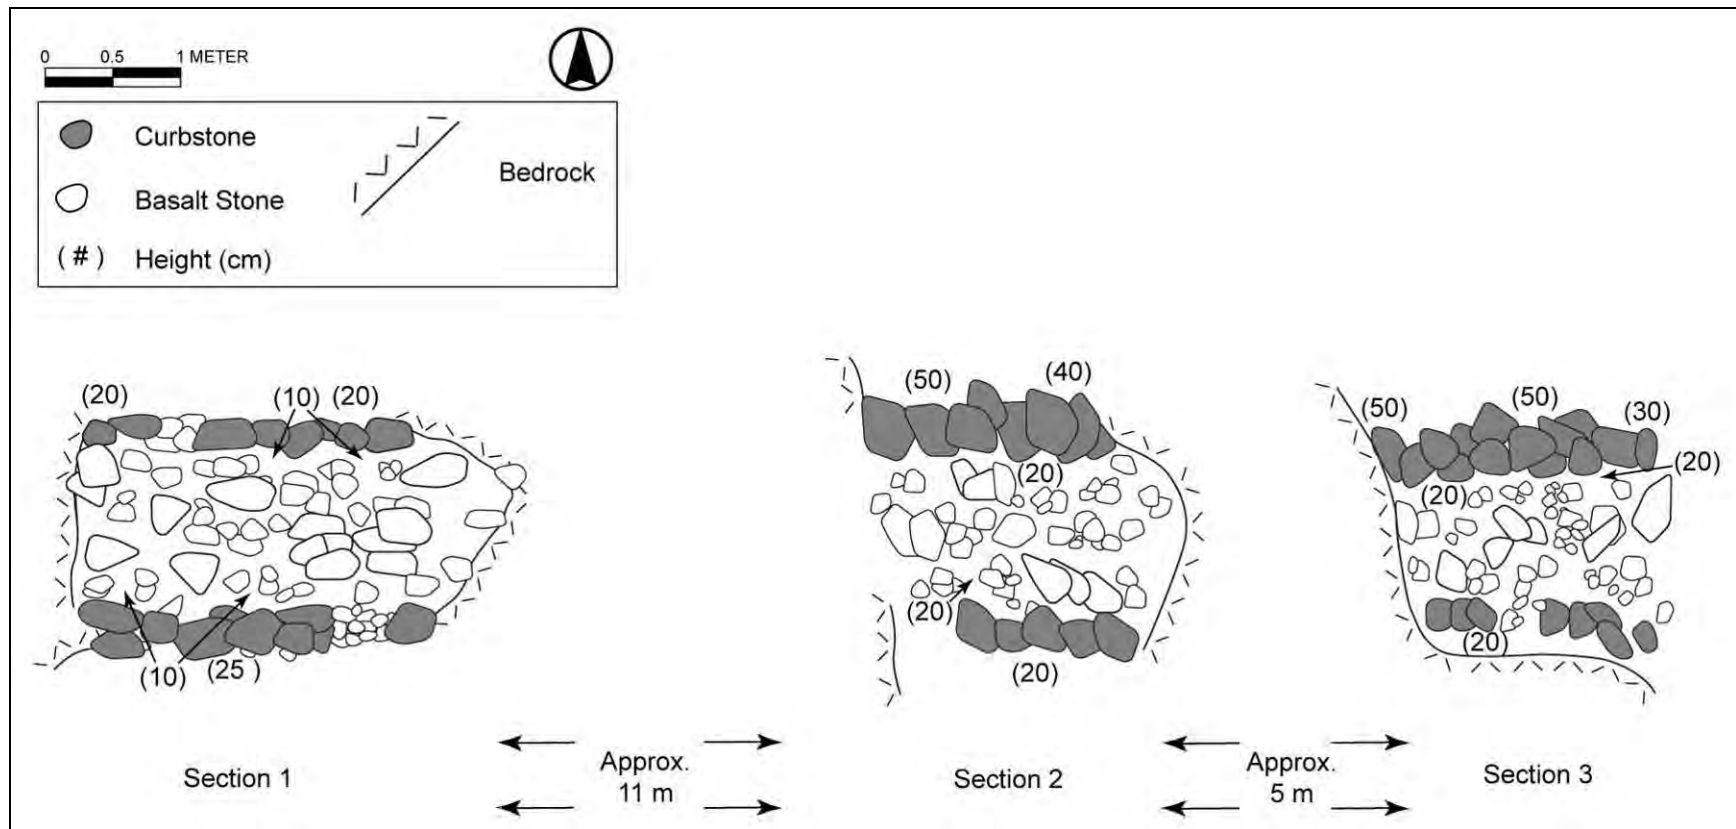 0 0.5 1 METER
Curbstone
Basalt Stone
Bedrock
( # ) Height (cm)
(20) (10) (20)
(10) (25)
(50) (40)
(20)
(20)
(20)
(50) (50) (30)
(20)
(20)
(20)
Section 1
Approx.
11 m
Section 2
Approx.
5 m
Section 3